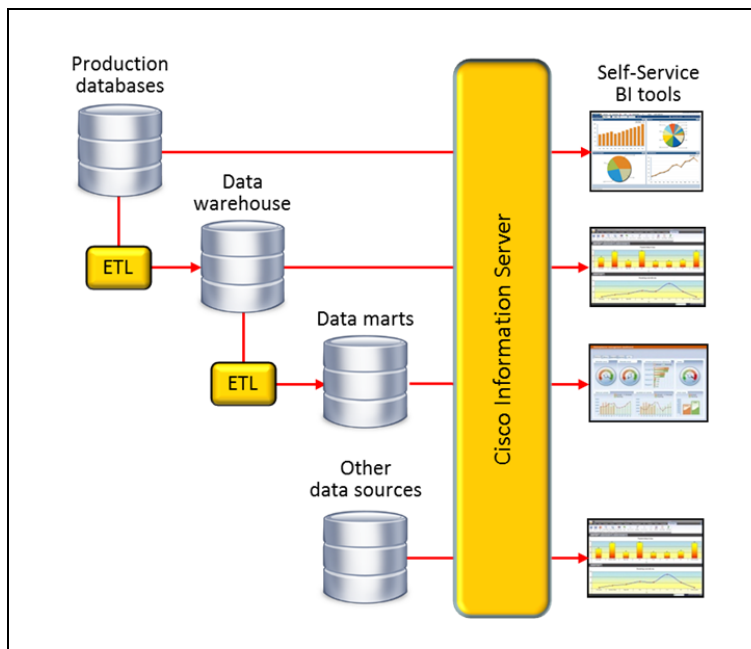 Production
databases
Self-Service
BI tools
Data
warehouse
ETL
Data marts
ETL
Other
data sources
Cisco Information Server